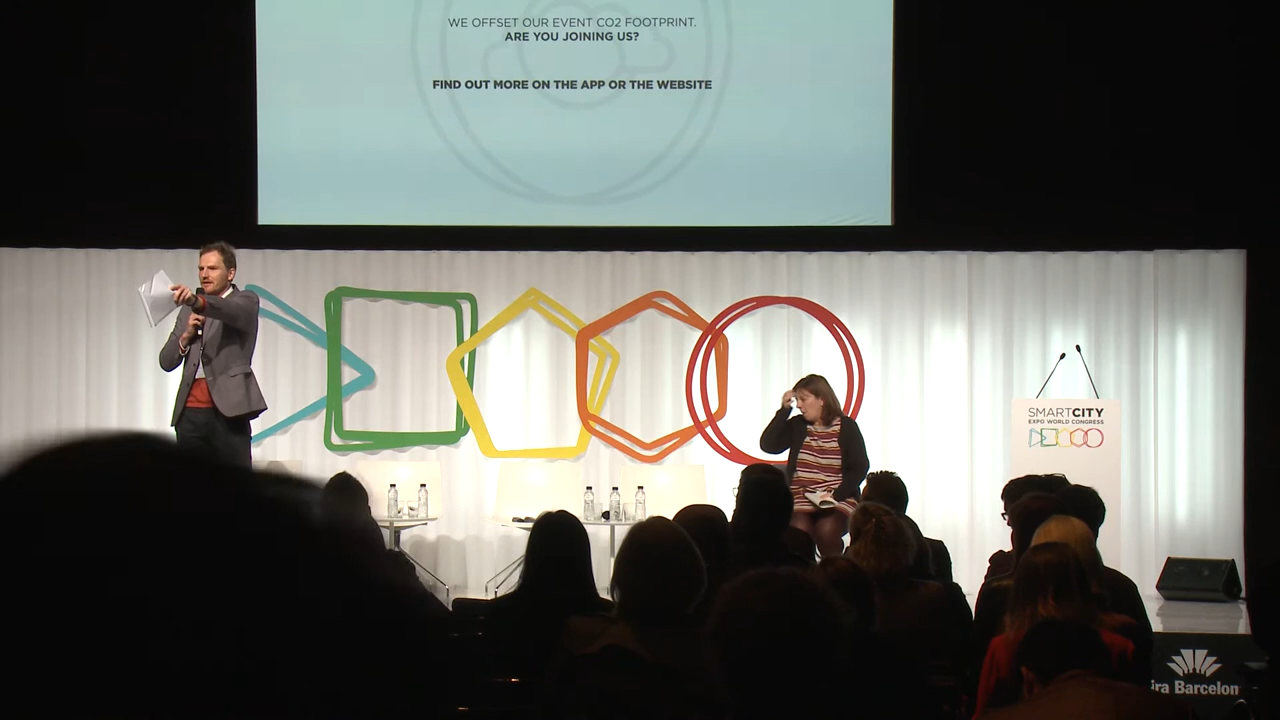 WE OFFSET OUR EVENT CO2 FOOTPRINT.
ARE YOU JOINING US?
FIND OUT MORE ON THE APP OR THE WEBSITE
SMARTCITY
EXPO WORLD CONGRESS
ira Barcelon